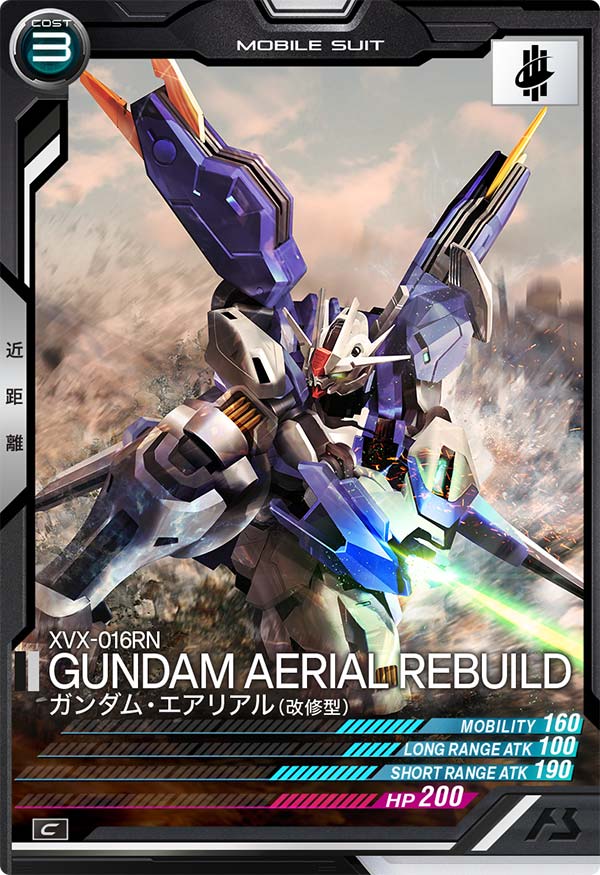 COST
3
MOBILE SUIT
近距離
XVX-016RN
GUNDAM AERIAL REBUILD
ガンダム・エアリアル(改修型)
MOBILITY 160
LONG RANGE ATK 100
SHORT RANGE ATK 190
HP 200
C